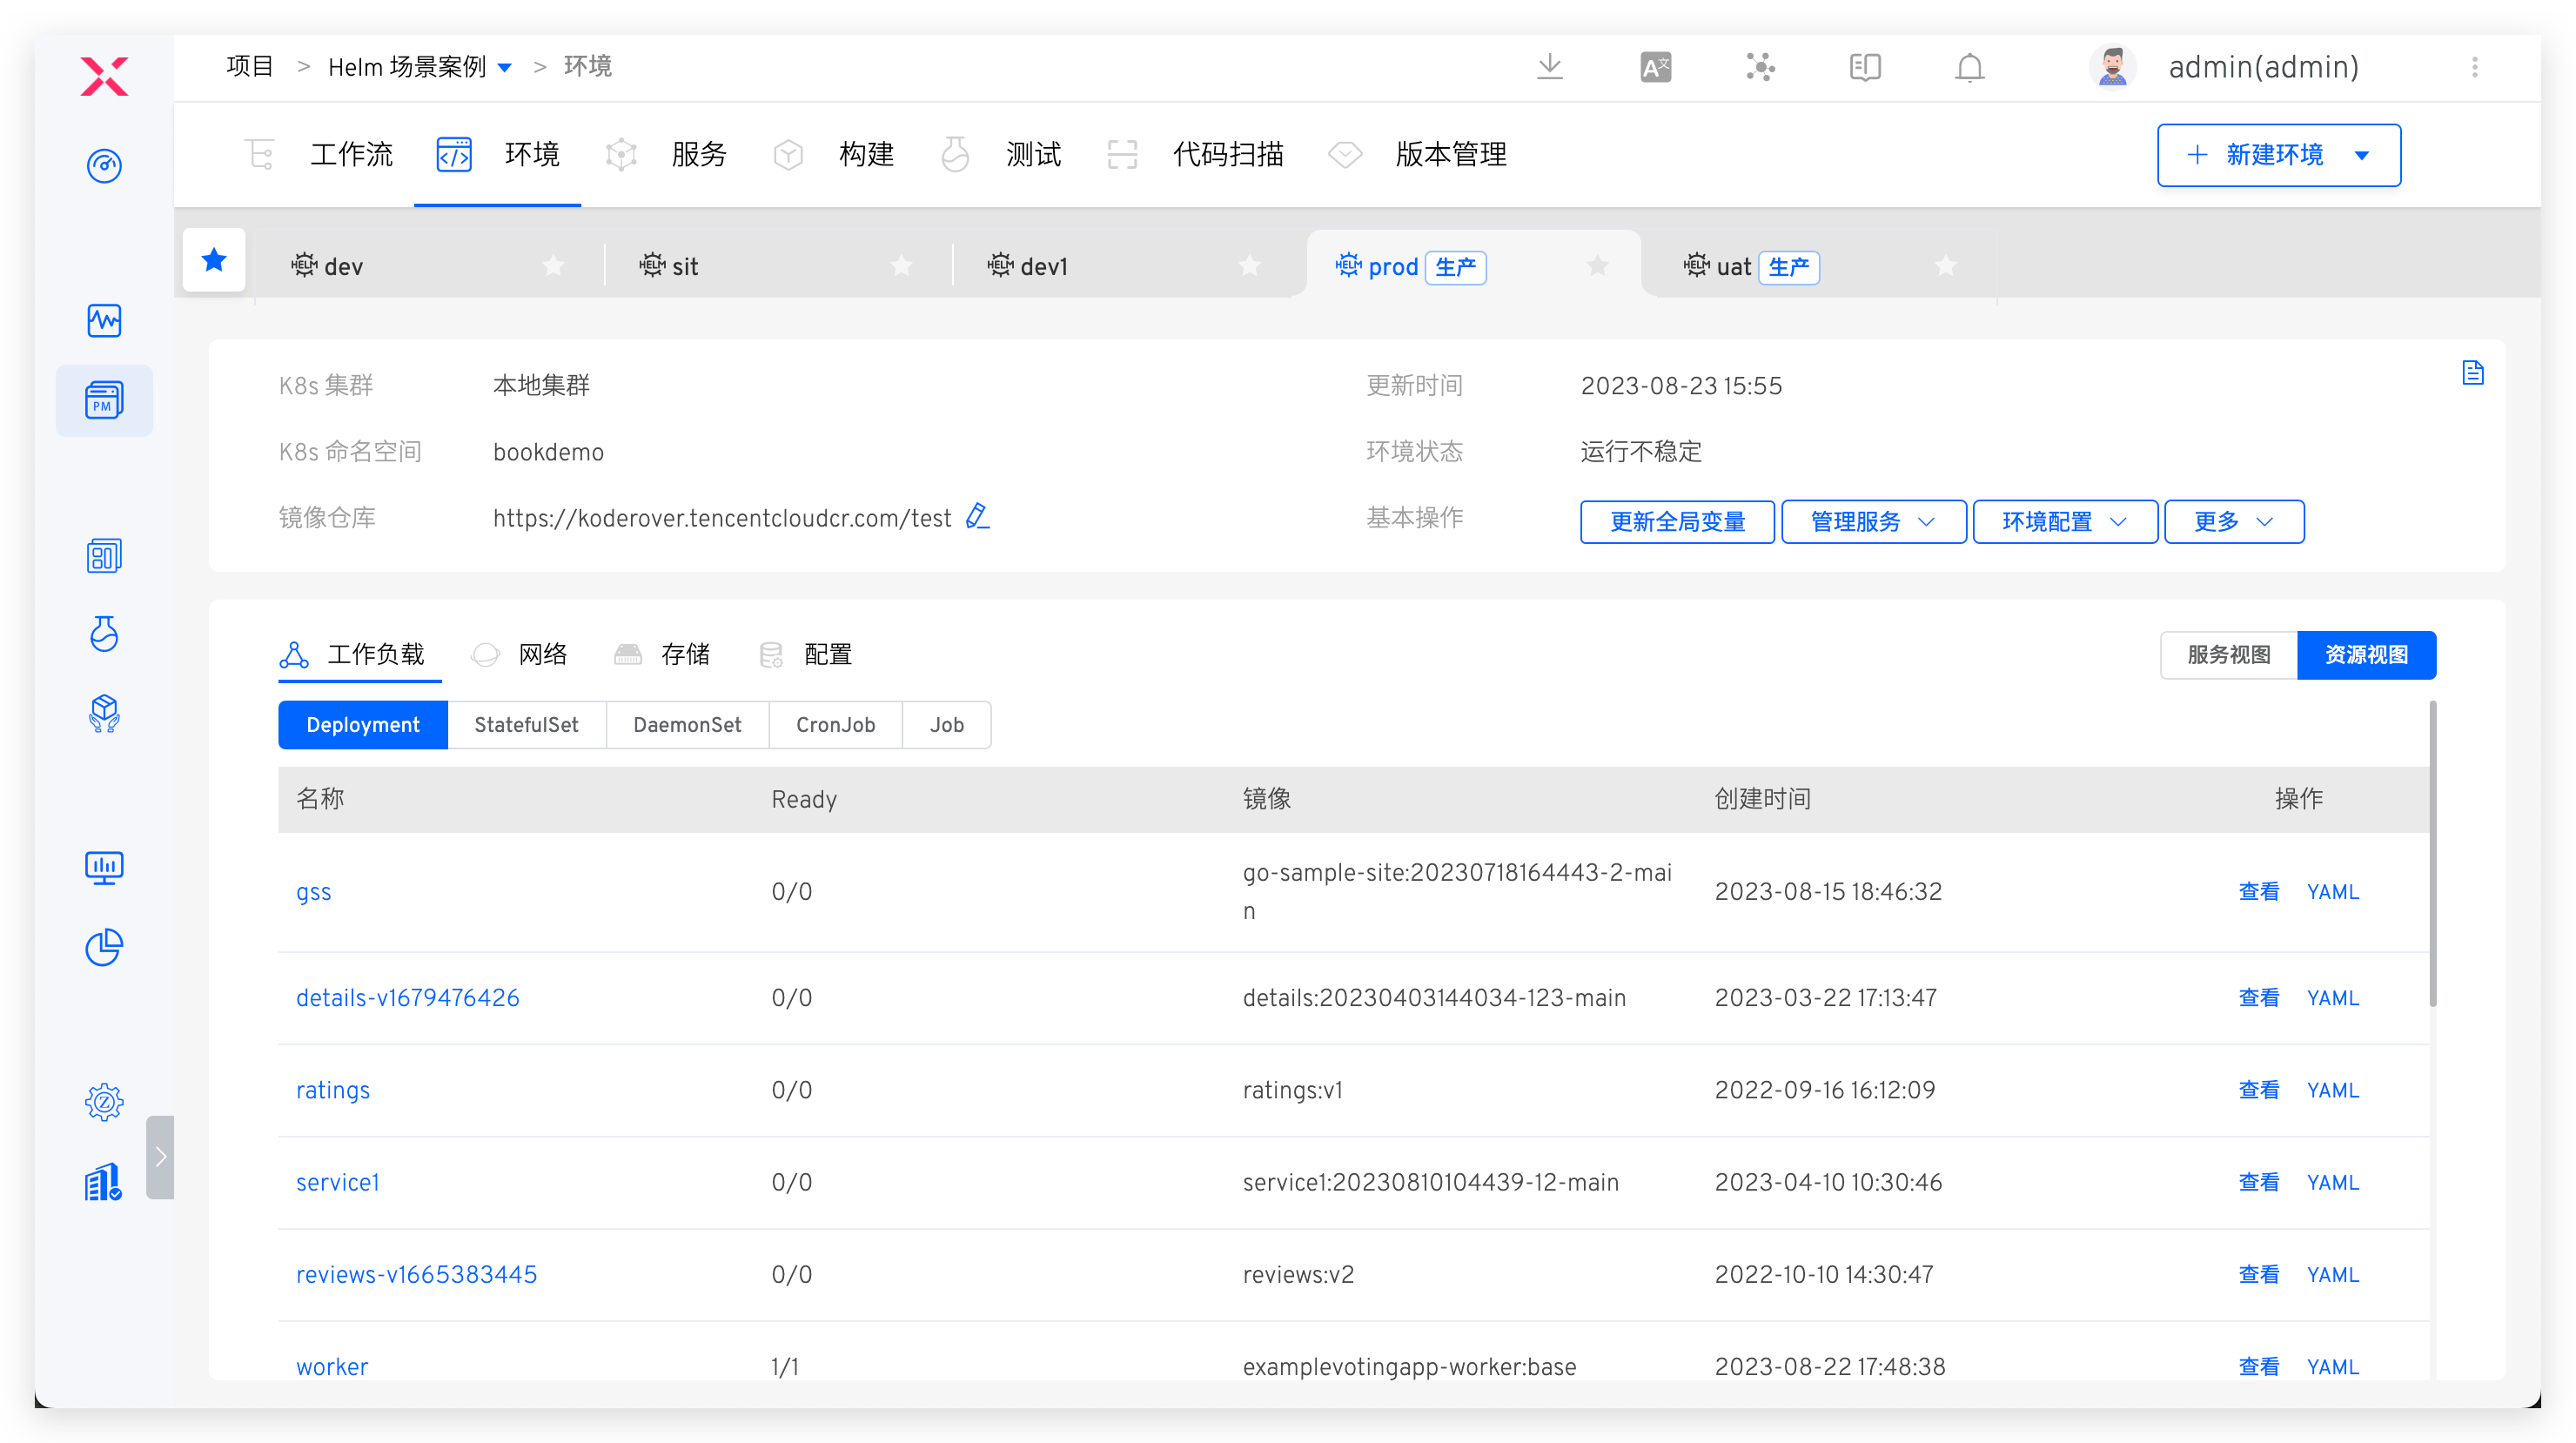 项目 > Helm 场景案例 > 环境
admin(admin)
工作流 环境 服务 构建 测试 代码扫描 版本管理
+ 新建环境
HELM dev
HELM sit
HELM dev1
HELM prod 生产
HELM uat 生产
K8s 集群 本地集群 更新时间 2023-08-23 15:55
K8s 命名空间 bookdemo 环境状态 运行不稳定
镜像仓库 https://koderover.tencentcloudcr.com/test 基本操作 更新全局变量 管理服务 环境配置 更多
工作负载 网络 存储 配置 服务视图 资源视图
Deployment StatefulSet DaemonSet CronJob Job
名称 Ready 镜像 创建时间 操作
gss 0/0 go-sample-site:20230718164443-2-mai
n 2023-08-15 18:46:32 查看 YAML
details-v1679476426 0/0 details:20230403144034-123-main 2023-03-22 17:13:47 查看 YAML
ratings 0/0 ratings:v1 2022-09-16 16:12:09 查看 YAML
service1 0/0 service1:20230810104439-12-main 2023-04-10 10:30:46 查看 YAML
reviews-v1665383445 0/0 reviews:v2 2022-10-10 14:30:47 查看 YAML
worker 1/1 examplevotingapp-worker:base 2023-08-22 17:48:38 查看 YAML
PM
A文
Z